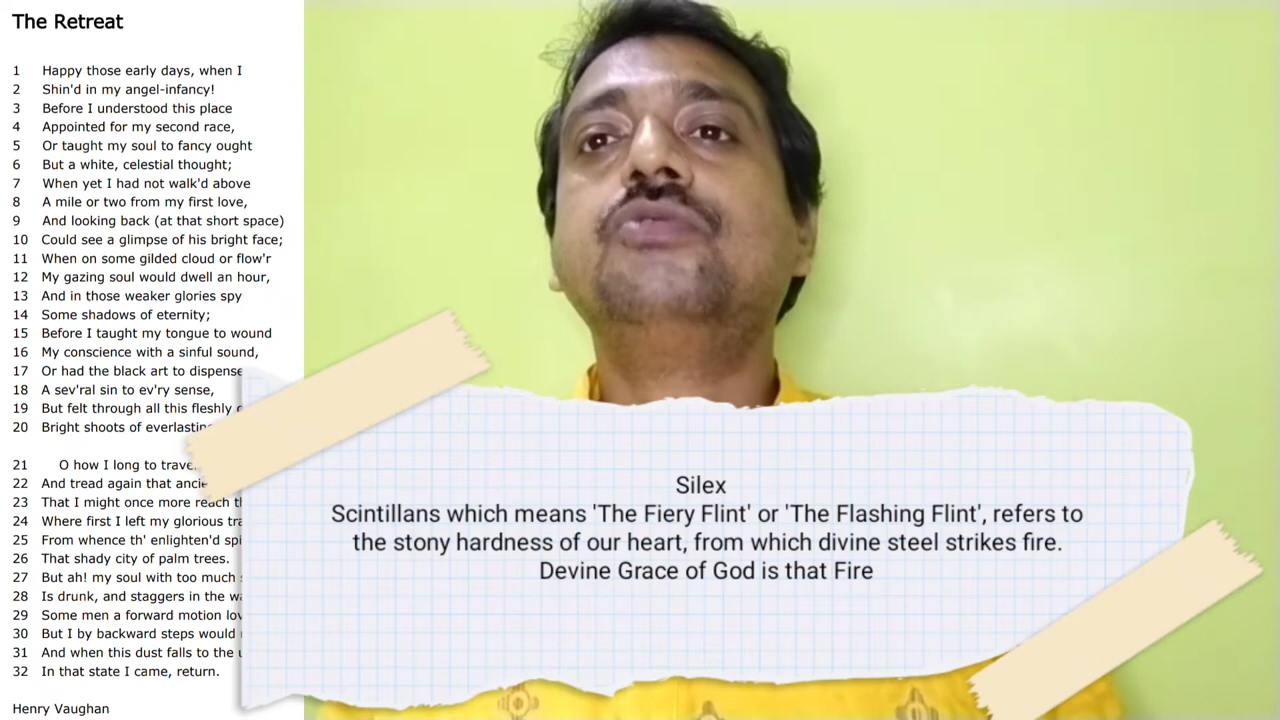 The Retreat
1 Happy those early days, when I
2 Shin'd in my angel-infancy!
3 Before I understood this place
4 Appointed for my second race,
5 Or taught my soul to fancy ought
6 But a white, celestial thought;
7 When yet I had not walk'd above
8 A mile or two from my first love,
9 And looking back (at that short space)
10 Could see a glimpse of his bright face;
11 When on some gilded cloud or flow'r
12 My gazing soul would dwell an hour,
13 And in those weaker glories spy
14 Some shadows of eternity;
15 Before I taught my tongue to wound
16 My conscience with a sinful sound,
17 Or had the black art to dispense
18 A sev'ral sin to ev'ry sense,
19 But felt through all this fleshly
20 Bright shoots of
21 O how I long to
22 And tread again that
23 That I might once more reach
24 Where first I left my glorious
25 From whence th' enlighten'd
26 That shady city of palm trees.
27 But ah! my soul with too much
28 Is drunk, and staggers in the
29 Some men a forward motion
30 But I by backward steps would
31 And when this dust falls to the
32 In that state I came, return.
Henry Vaughan
Silex
Scintillans which means 'The Fiery Flint' or 'The Flashing Flint', refers to
the stony hardness of our heart, from which divine steel strikes fire.
Devine Grace of God is that Fire